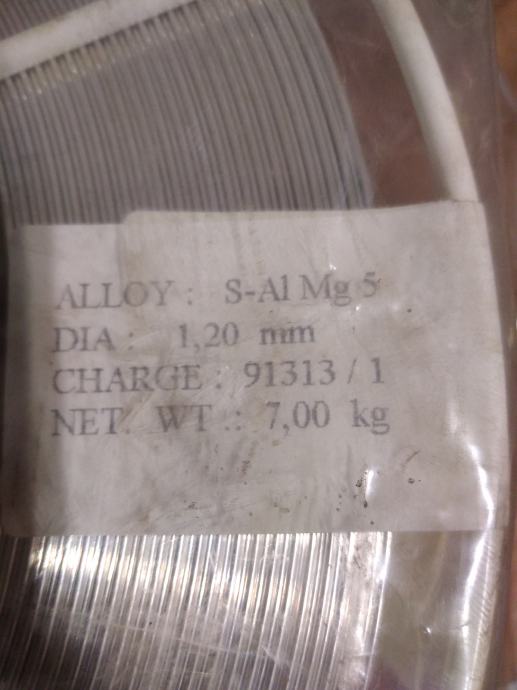 ALLOY : S-Al Mg 5
DIA : 1,20 mm
CHARGE : 91313 / 1
NET. WT .: 7,00 kg